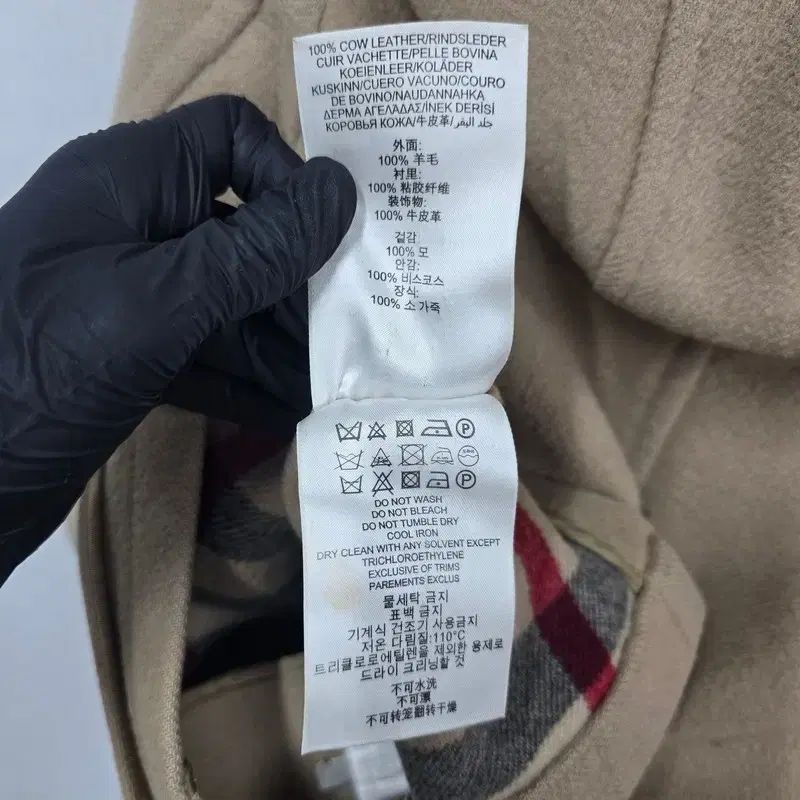 100% COW LEATHER/RINDSLEDER
CUIR VACHETTE/PELLE BOVINA
KOEIENLEER/KOLÄDER
KUSKINN/CUERO VACUNO/COURO
DE BOVINO/NAUDANNAHKA
ΔΕΡΜΑ ΑΓΕΛΑΔΑΣ/İNEK DERİSİ
КОРОВЬЯ КОЖА/牛皮革/جلد البقر
外面:
100% 羊毛
衬里:
100% 粘胶纤维
装饰物:
100% 牛皮革
겉감:
100% 모
안감:
100% 비스코스
장식:
100% 소 가죽
P
P
DO NOT WASH
DO NOT BLEACH
DO NOT TUMBLE DRY
COOL IRON
DRY CLEAN WITH ANY SOLVENT EXCEPT
TRICHLOROETHYLENE
EXCLUSIVE OF TRIMS
PAREMENTS EXCLUS
물세탁 금지
표백 금지
기계식 건조기 사용금지
저온 다림질:110°C
트리클로로에틸렌을 제외한 용제로
드라이 크리닝할 것
不可水洗
不可漂
不可转笼翻转干燥